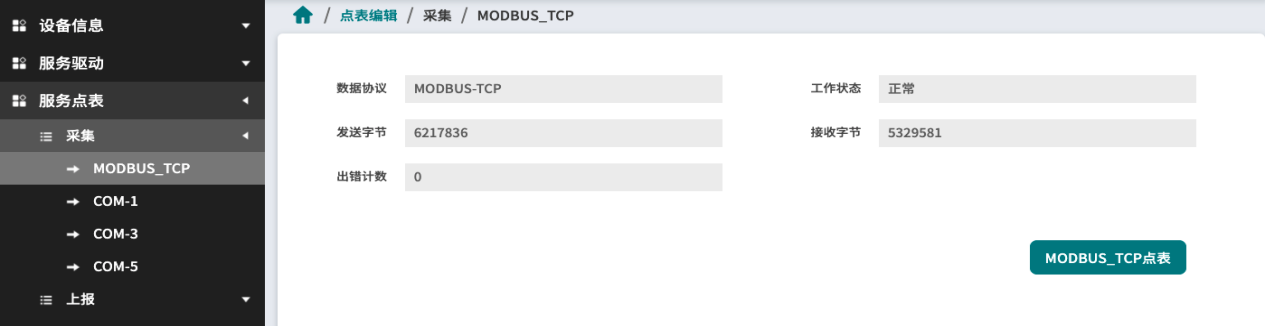 设备信息
服务驱动
服务点表
采集
MODBUS_TCP
COM-1
COM-3
COM-5
上报
/ 点表编辑 / 采集 / MODBUS_TCP
数据协议 MODBUS-TCP 工作状态 正常
发送字节 6217836 接收字节 5329581
出错计数 0
MODBUS_TCP点表